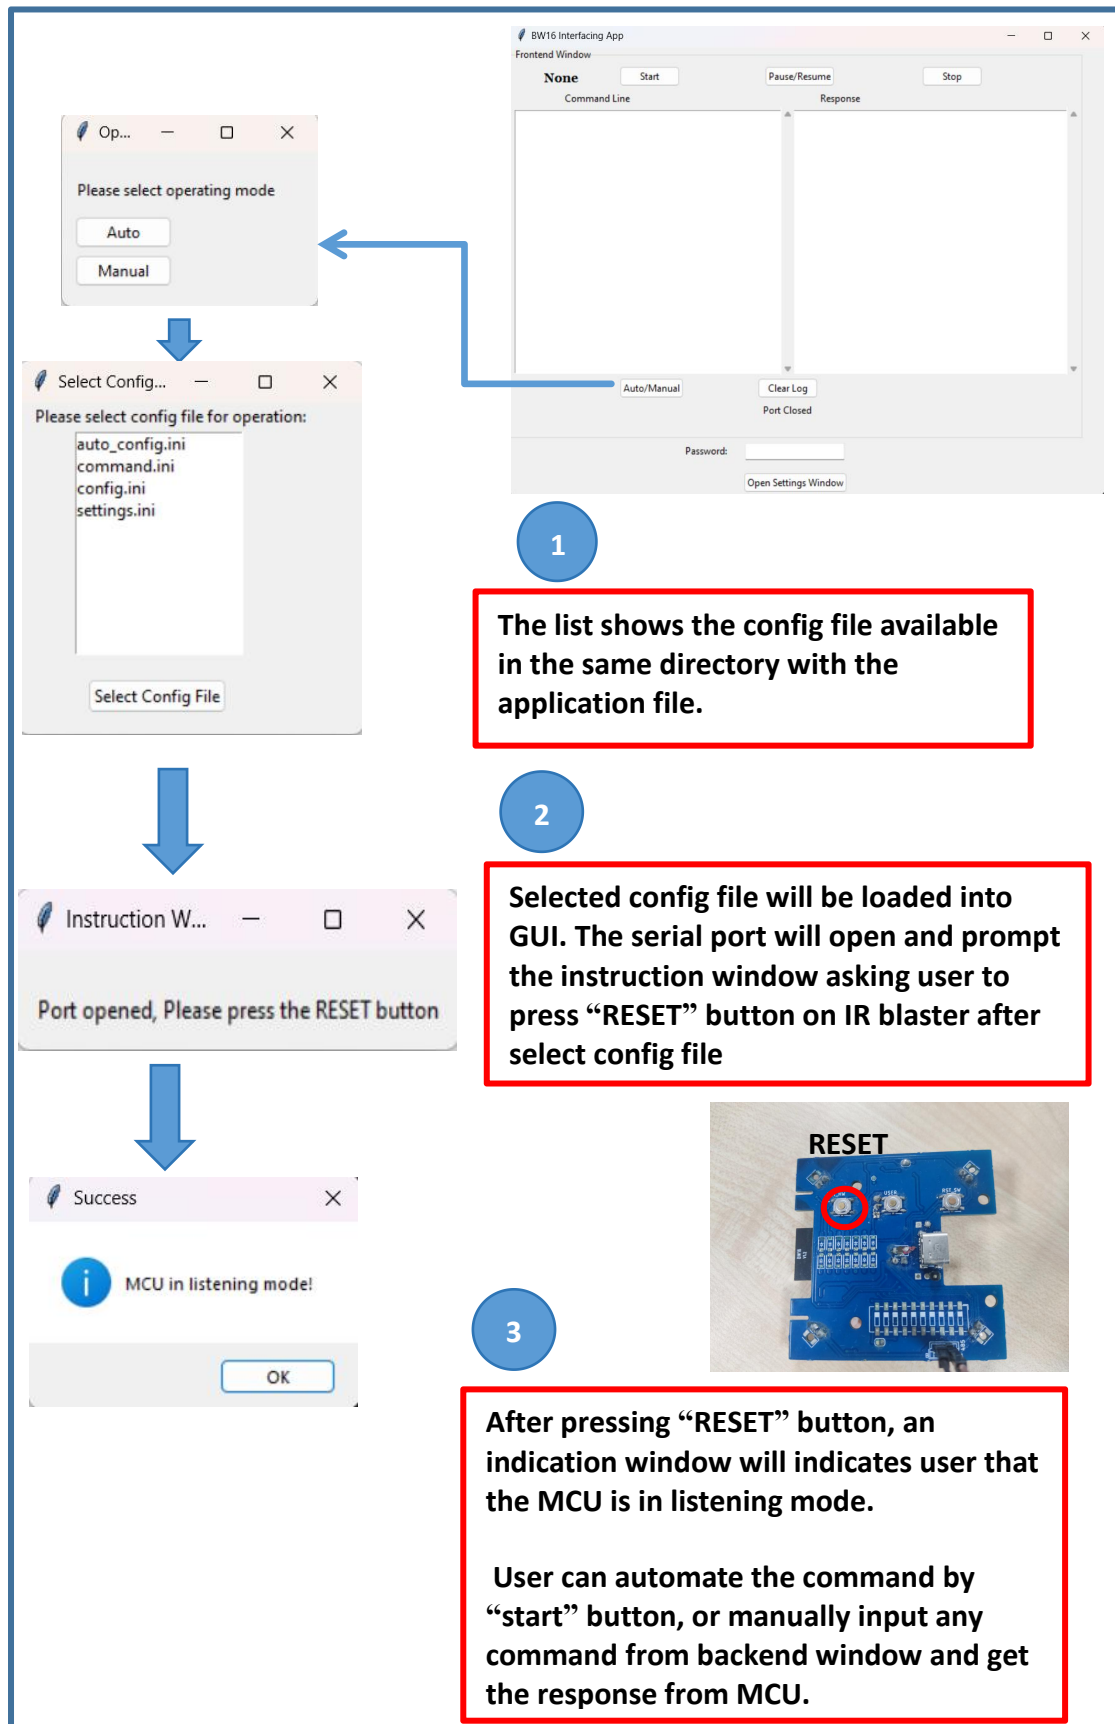 BW16 Interfacing App
Frontend Window
None
Start
Pause/Resume
Stop
Command Line
Response
Auto/Manual
Clear Log
Port Closed
Password:
Open Settings Window
Op...
Please select operating mode
Auto
Manual
Select Config...
Please select config file for operation:
auto_config.ini
command.ini
config.ini
settings.ini
Select Config File
1
The list shows the config file available
in the same directory with the
application file.
2
Selected config file will be loaded into
GUI. The serial port will open and prompt
the instruction window asking user to
press “RESET” button on IR blaster after
select config file
Instruction W...
Port opened, Please press the RESET button
RESET
USER
RST_SW
Success
MCU in listening mode!
OK
3
After pressing “RESET” button, an
indication window will indicates user that
the MCU is in listening mode.
User can automate the command by
“start” button, or manually input any
command from backend window and get
the response from MCU.